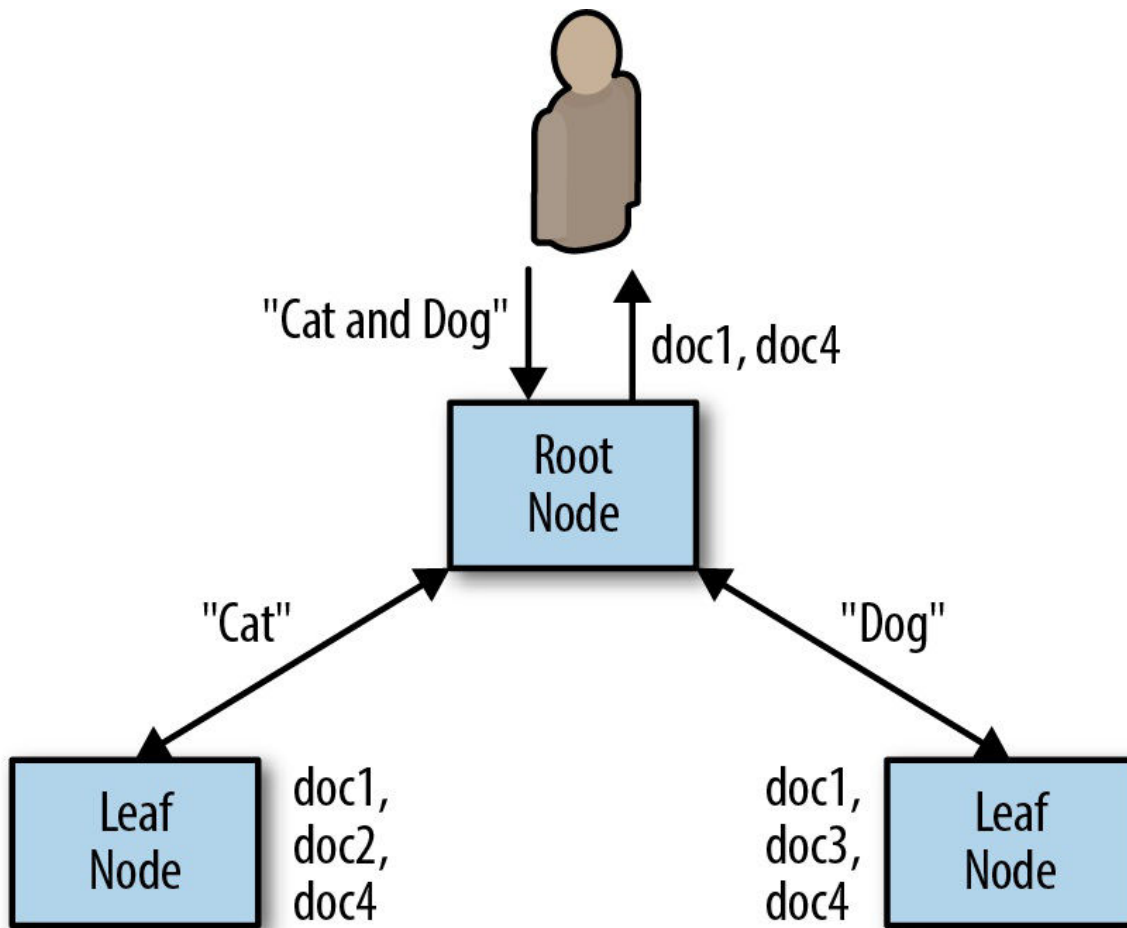 "Cat and Dog"
doc1, doc4
Root
Node
"Cat"
"Dog"
Leaf
Node
doc1,
doc2,
doc4
doc1,
doc3,
doc4
Leaf
Node